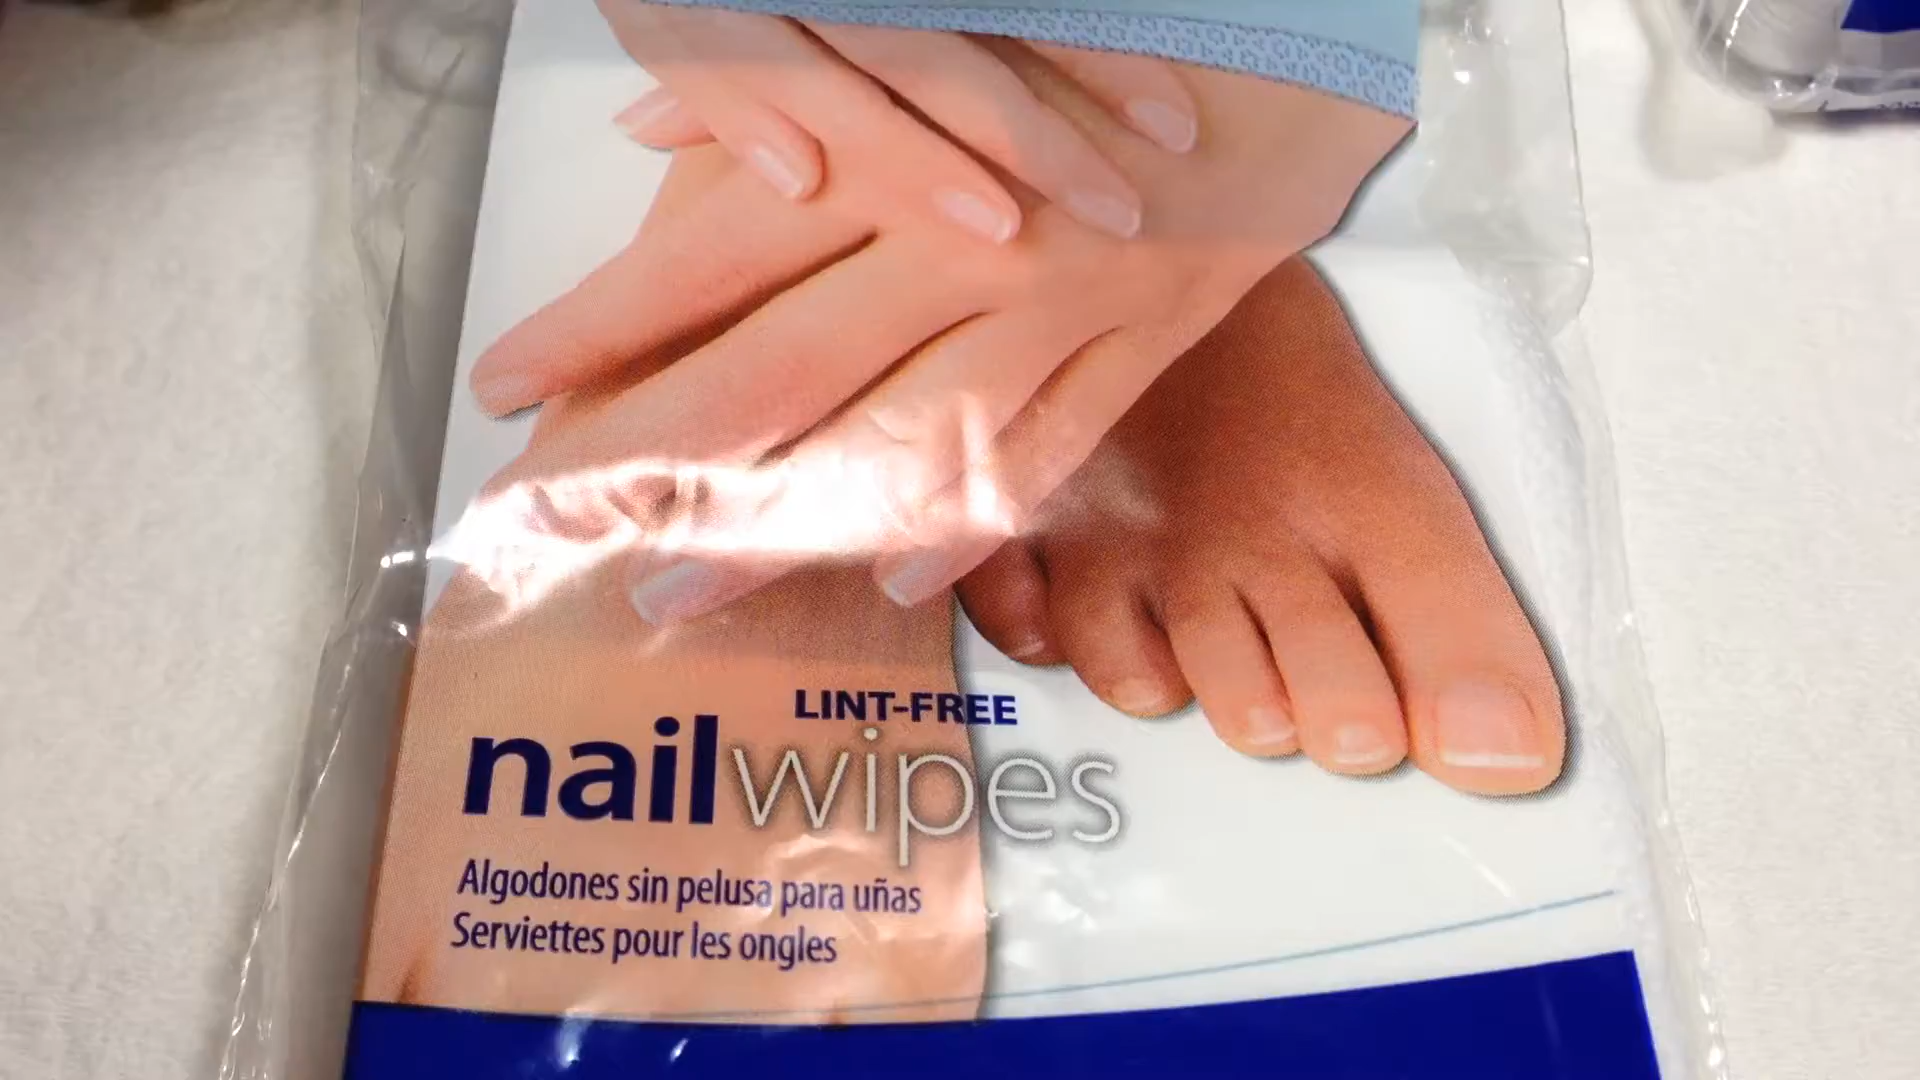 LINT-FREE
nailwipes
Algodones sin pelusa para uñas
Serviettes pour les ongles